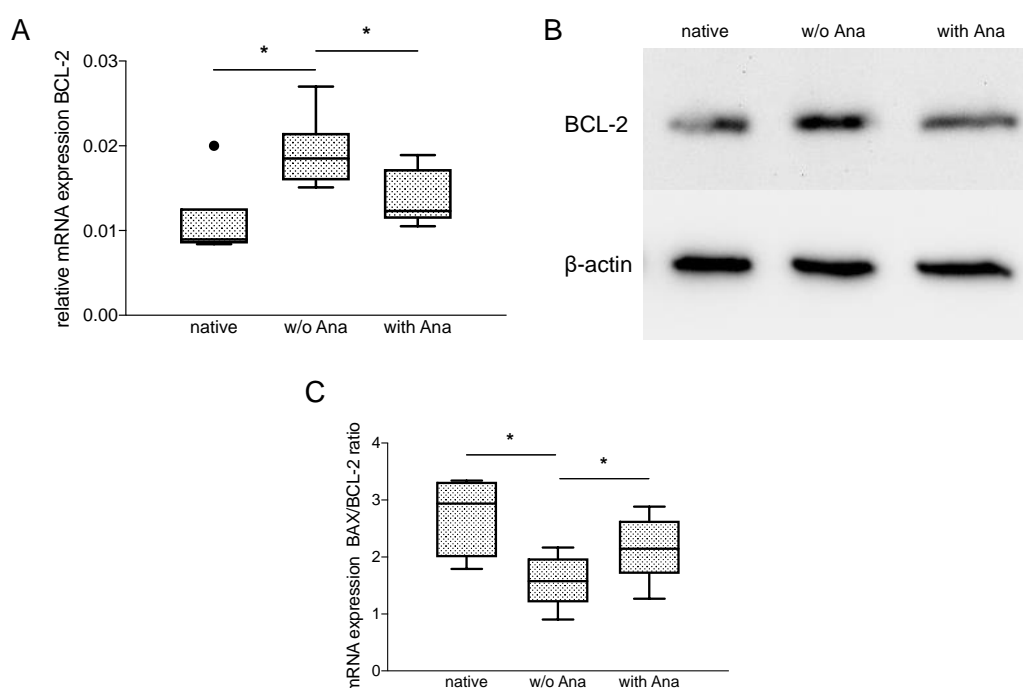 A
relative mRNA expression BCL-2
0.03
0.02
0.01
0.00
*
*
native w/o Ana with Ana
B
native w/o Ana with Ana
BCL-2
β-actin
C
mRNA expression BAX/BCL-2 ratio
4
3
2
1
0
*
*
native w/o Ana with Ana